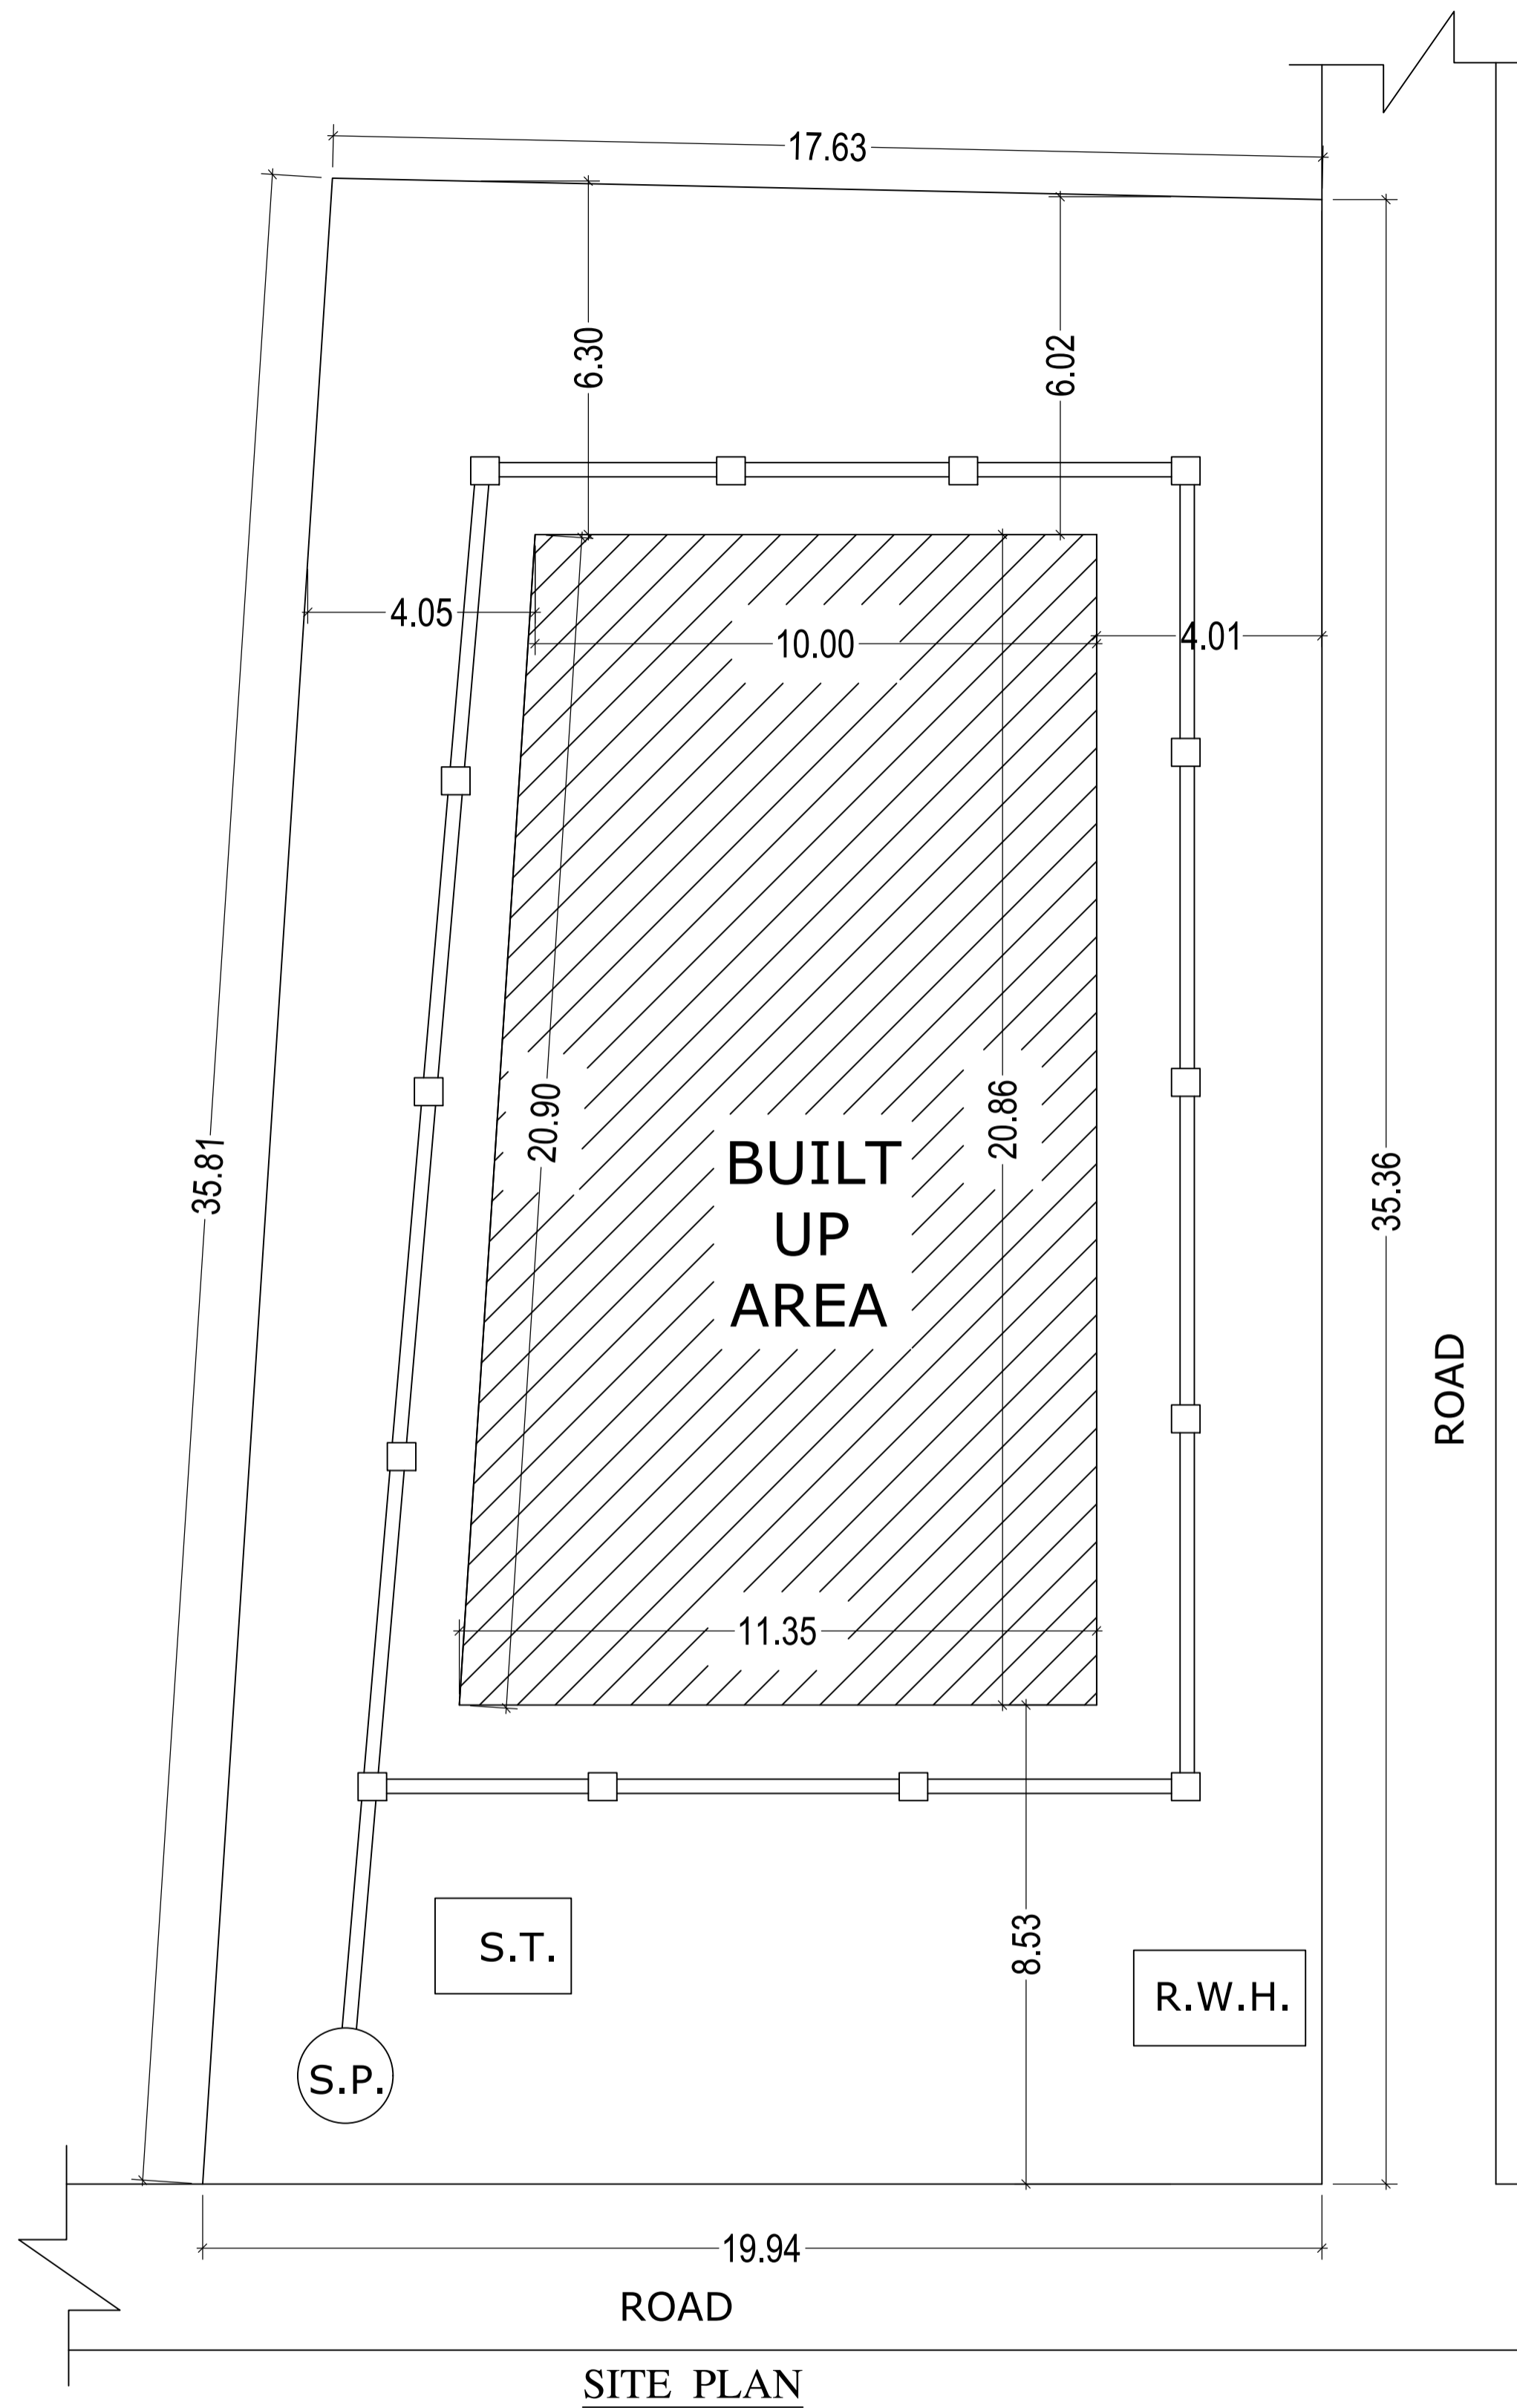 17.63
6.30
6.02
4.05
10.00
4.01
35.81
20.90
20.86
35.36
BUILT
UP
AREA
ROAD
11.35
8.53
S.T.
R.W.H.
S.P.
19.94
ROAD
SITE PLAN